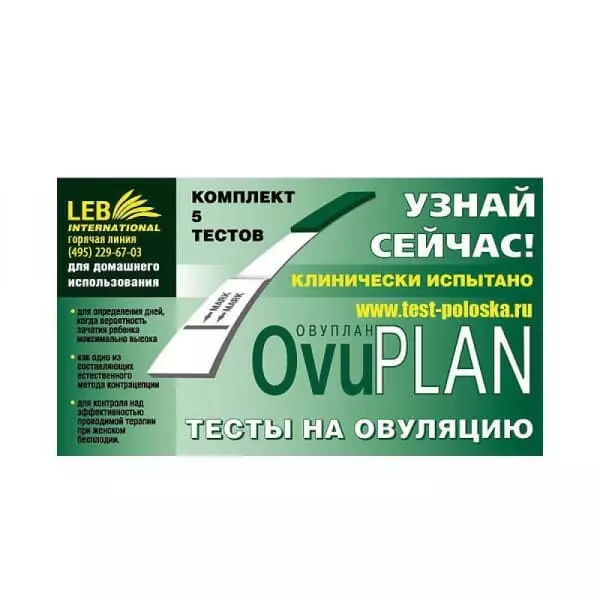 LEB
INTERNATIONAL
горячая линия
(495) 229-67-03
для домашнего
использования
• для определения дней,
когда вероятность
зачатия ребенка
максимально высока
• как одно из
составляющих
естественного
метода контрацепции
• для контроля над
эффективностью
проводимой терапии
при женском
бесплодии.
КОМПЛЕКТ
5
ТЕСТОВ
MARK
MARK
УЗНАЙ
СЕЙЧАС!
КЛИНИЧЕСКИ ИСПЫТАНО
www.test-poloska.ru
ОВУПЛАН
OvuPLAN
ТЕСТЫ НА ОВУЛЯЦИЮ